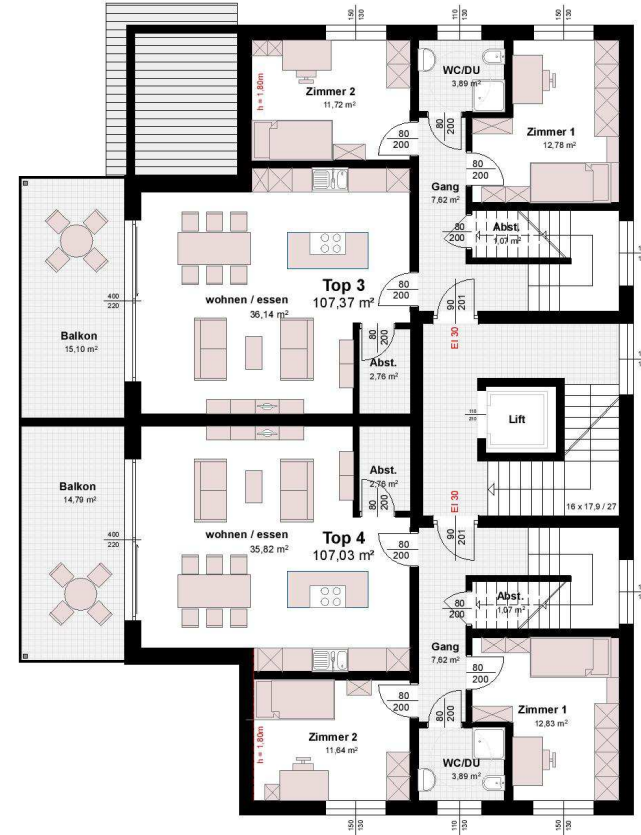 150
130
110
130
150
130
WC/DU
3,89 m²
h = 1,80m
Zimmer 2
11,72 m²
Zimmer 1
12,78 m²
80
200
80
200
80
200
Gang
7,62 m²
Abst.
1,07 m²
80
200
Top 3
107,37 m²
80
200
wohnen / essen
36,14 m²
400
220
90
201
EI 30
80
200
Balkon
15,10 m²
Abst.
2,76 m²
110
210
Lift
Balkon
14,79 m²
Abst.
2,76 m²
80
200
EI 30
16 x 17,9 / 27
wohnen / essen
35,82 m²
Top 4
107,03 m²
400
220
90
201
80
200
Abst.
1,07 m²
80
200
Gang
7,62 m²
80
200
80
200
80
200
Zimmer 1
12,83 m²
Zimmer 2
11,64 m²
h = 1,80m
WC/DU
3,89 m²
150
130
110
130
150
130